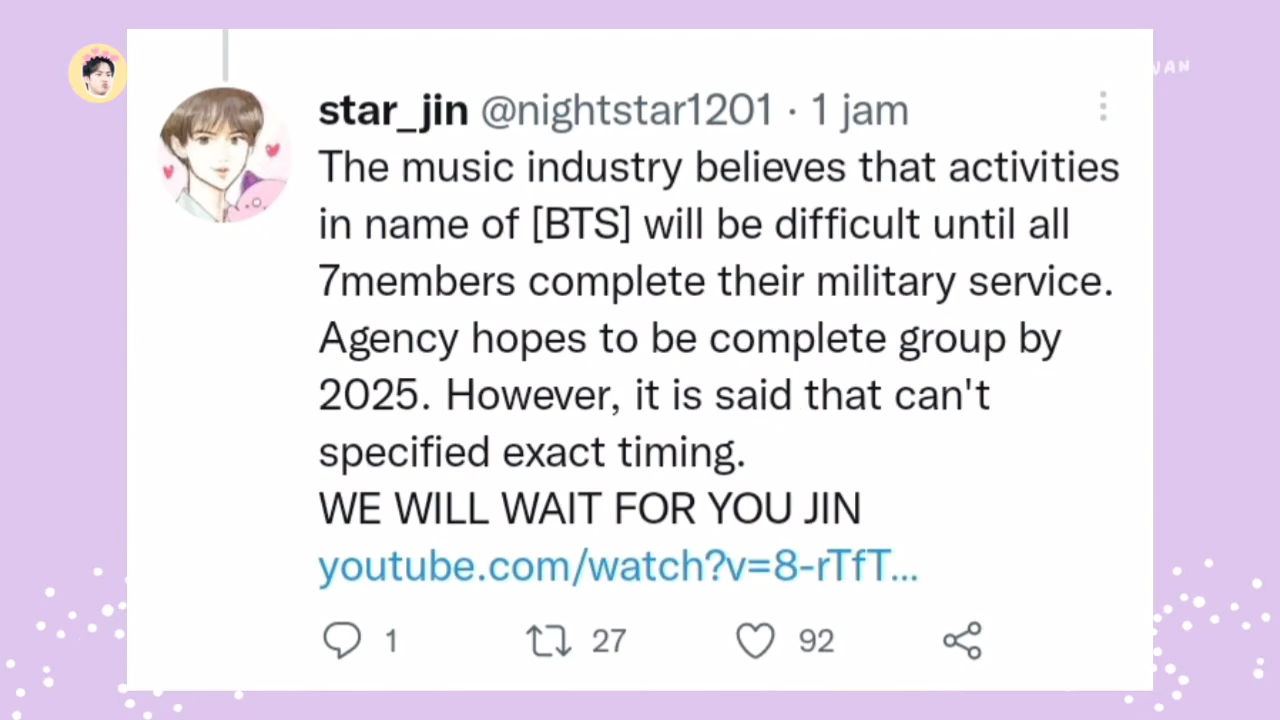 star_jin @nightstar1201 · 1 jam
The music industry believes that activities
in name of [BTS] will be difficult until all
7members complete their military service.
Agency hopes to be complete group by
2025. However, it is said that can't
specified exact timing.
WE WILL WAIT FOR YOU JIN
youtube.com/watch?v=8-rTfT...
1 27 92